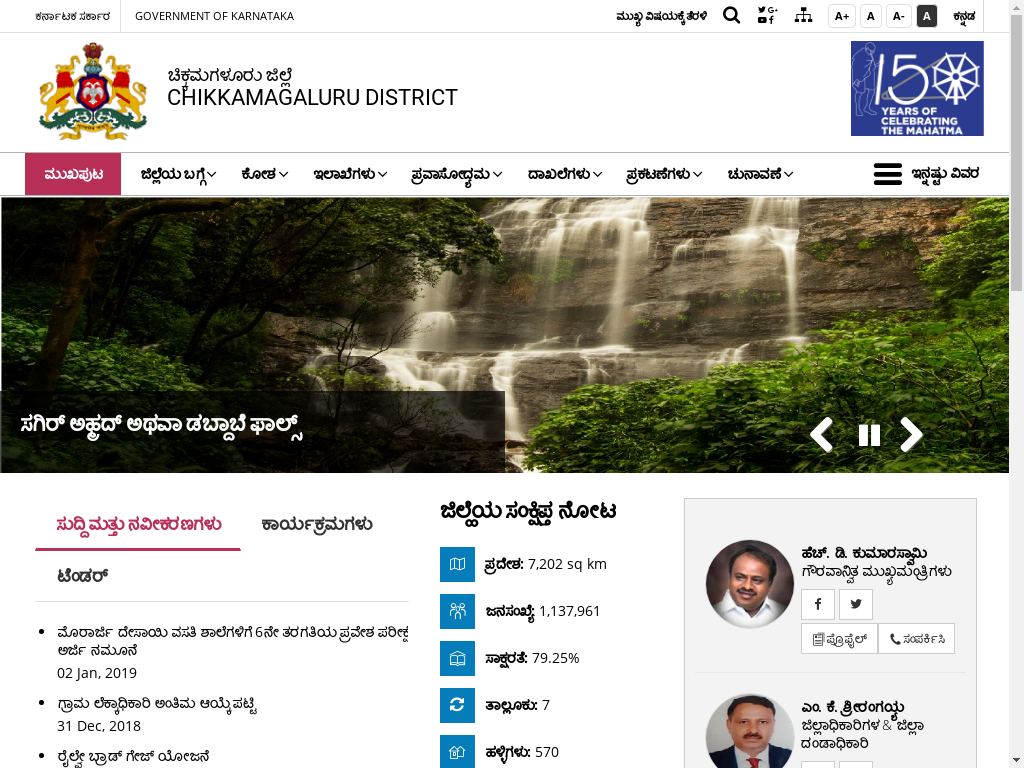 ಕರ್ನಾಟಕ ಸರ್ಕಾರ
GOVERNMENT OF KARNATAKA
ಮುಖ್ಯ ವಿಷಯಕ್ಕೆ ತೆರಳಿ
A+
A
A-
A
ಕನ್ನಡ
ಚಿಕ್ಕಮಗಳೂರು ಜಿಲ್ಲೆ
CHIKKAMAGALURU DISTRICT
150
YEARS OF
CELEBRATING
THE MAHATMA
ಮುಖಪುಟ
ಜಿಲ್ಲೆಯ ಬಗ್ಗೆ
ಕೋಶ
ಇಲಾಖೆಗಳು
ಪ್ರವಾಸೋದ್ಯಮ
ದಾಖಲೆಗಳು
ಪ್ರಕಟಣೆಗಳು
ಚುನಾವಣೆ
ಇನ್ನಷ್ಟು ವಿವರ
ಸಗಿರ್ ಅಹ್ಮದ್ ಅಥವಾ ಡಬ್ದಾಬೆ ಫಾಲ್ಸ್
ಸುದ್ದಿ ಮತ್ತು ನವೀಕರಣಗಳು
ಕಾರ್ಯಕ್ರಮಗಳು
ಟೆಂಡರ್
ಮೊರಾರ್ಜಿ ದೇಸಾಯಿ ವಸತಿ ಶಾಲೆಗಳಿಗೆ 6ನೇ ತರಗತಿಯ ಪ್ರವೇಶ ಪರೀಕ್ಷೆ
ಅರ್ಜಿ ನಮೂನೆ
02 Jan, 2019
ಗ್ರಾಮ ಲೆಕ್ಕಾಧಿಕಾರಿ ಅಂತಿಮ ಆಯ್ಕೆ ಪಟ್ಟಿ
31 Dec, 2018
ರೈಲ್ವೇ ಬ್ರಾಡ್ ಗೇಜ್ ಯೋಜನೆ
ಜಿಲ್ಲೆಯ ಸಂಕ್ಷಿಪ್ತ ನೋಟ
ಪ್ರದೇಶ: 7,202 sq km
ಜನಸಂಖ್ಯೆ: 1,137,961
ಸಾಕ್ಷರತೆ: 79.25%
ತಾಲ್ಲೂಕು: 7
ಹಳ್ಳಿಗಳು: 570
ಹೆಚ್. ಡಿ. ಕುಮಾರಸ್ವಾಮಿ
ಗೌರವಾನ್ವಿತ ಮುಖ್ಯಮಂತ್ರಿಗಳು
ಪ್ರೊಫೈಲ್
ಸಂಪರ್ಕಿಸಿ
ಎಂ. ಕೆ. ಶ್ರೀರಂಗಯ್ಯ
ಜಿಲ್ಲಾಧಿಕಾರಿಗಳ & ಜಿಲ್ಲಾ
ದಂಡಾಧಿಕಾರಿ